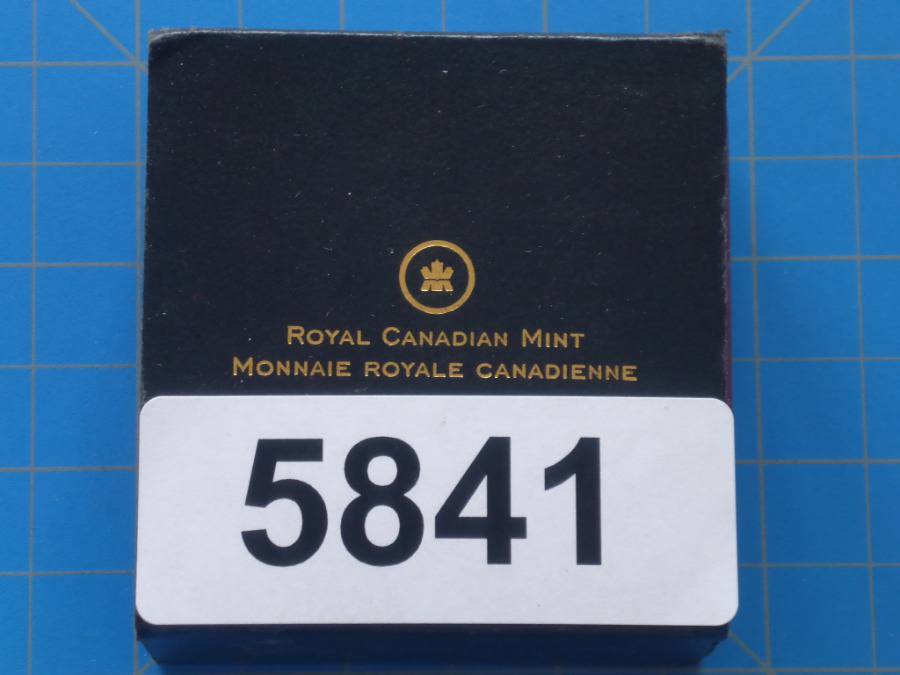 Royal Canadian Mint
Monnaie royale canadienne
5841